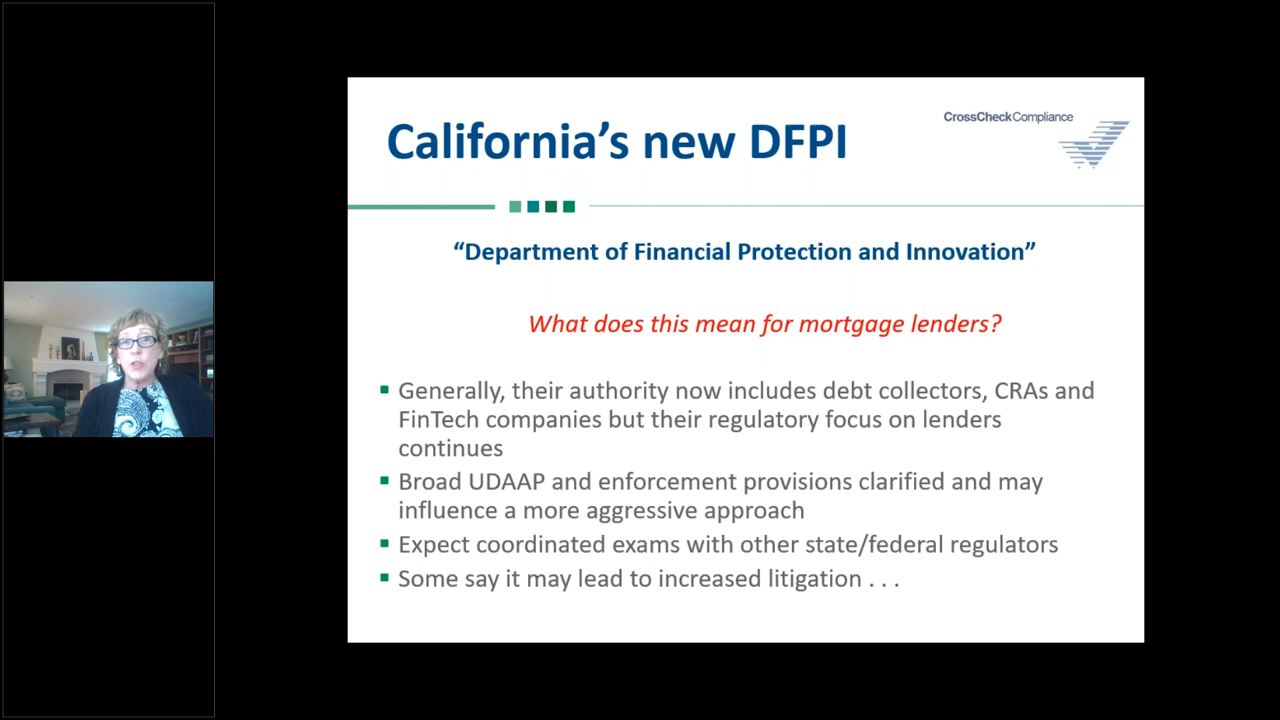 California's new DFPI
CrossCheckCompliance
“Department of Financial Protection and Innovation”
What does this mean for mortgage lenders?
Generally, their authority now includes debt collectors, CRAs and
FinTech companies but their regulatory focus on lenders
continues
Broad UDAAP and enforcement provisions clarified and may
influence a more aggressive approach
Expect coordinated exams with other state/federal regulators
Some say it may lead to increased litigation . . .